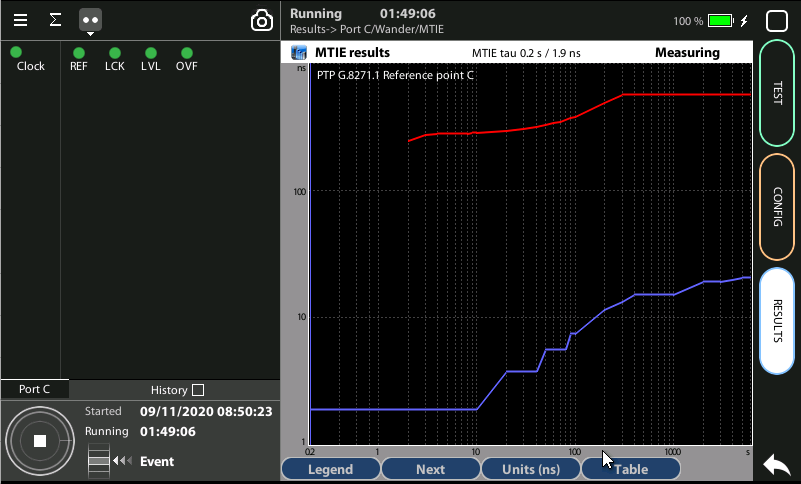 Running 01:49:06
Results-> Port C/Wander/MTIE
100 %
Clock REF LCK LVL OVF
MTIE results MTIE tau 0.2 s / 1.9 ns Measuring
ns
PTP G.8271.1 Reference point C
100
10
1
0.2 1 10 100 1000 s
TEST
CONFIG
RESULTS
Port C History
Started 09/11/2020 08:50:23
Running 01:49:06
Event
Legend Next Units (ns) Table